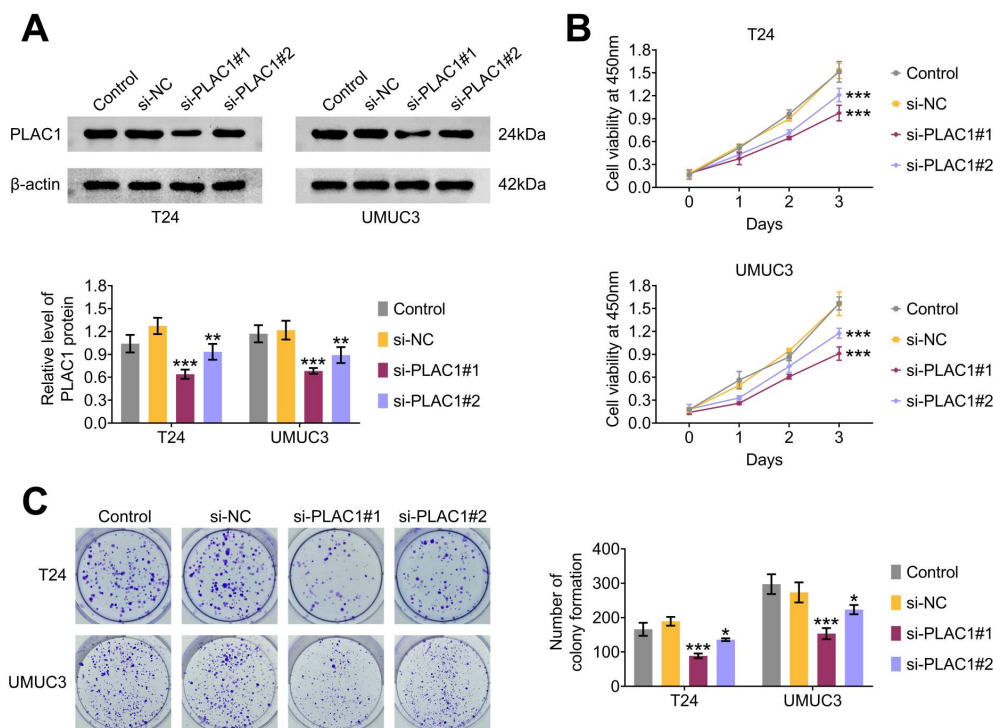 A
Control si-NC si-PLAC1#1 si-PLAC1#2 Control si-NC si-PLAC1#1 si-PLAC1#2
PLAC1 24kDa
β-actin 42kDa
T24 UMUC3
Relative level of
PLAC1 protein
1.8
1.5
1.2
0.9
0.6
0.3
0.0
*** ** *** **
T24 UMUC3
Control
si-NC
si-PLAC1#1
si-PLAC1#2
B
T24
Cell viability at 450nm
1.8
1.5
1.2
0.9
0.6
0.3
0.0
0 1 2 3
Days
***
***
Control
si-NC
si-PLAC1#1
si-PLAC1#2
UMUC3
Cell viability at 450nm
1.8
1.5
1.2
0.9
0.6
0.3
0.0
0 1 2 3
Days
***
***
Control
si-NC
si-PLAC1#1
si-PLAC1#2
C
Control si-NC si-PLAC1#1 si-PLAC1#2
T24
UMUC3
Number of
colony formation
400
300
200
100
0
*** * *** *
T24 UMUC3
Control
si-NC
si-PLAC1#1
si-PLAC1#2